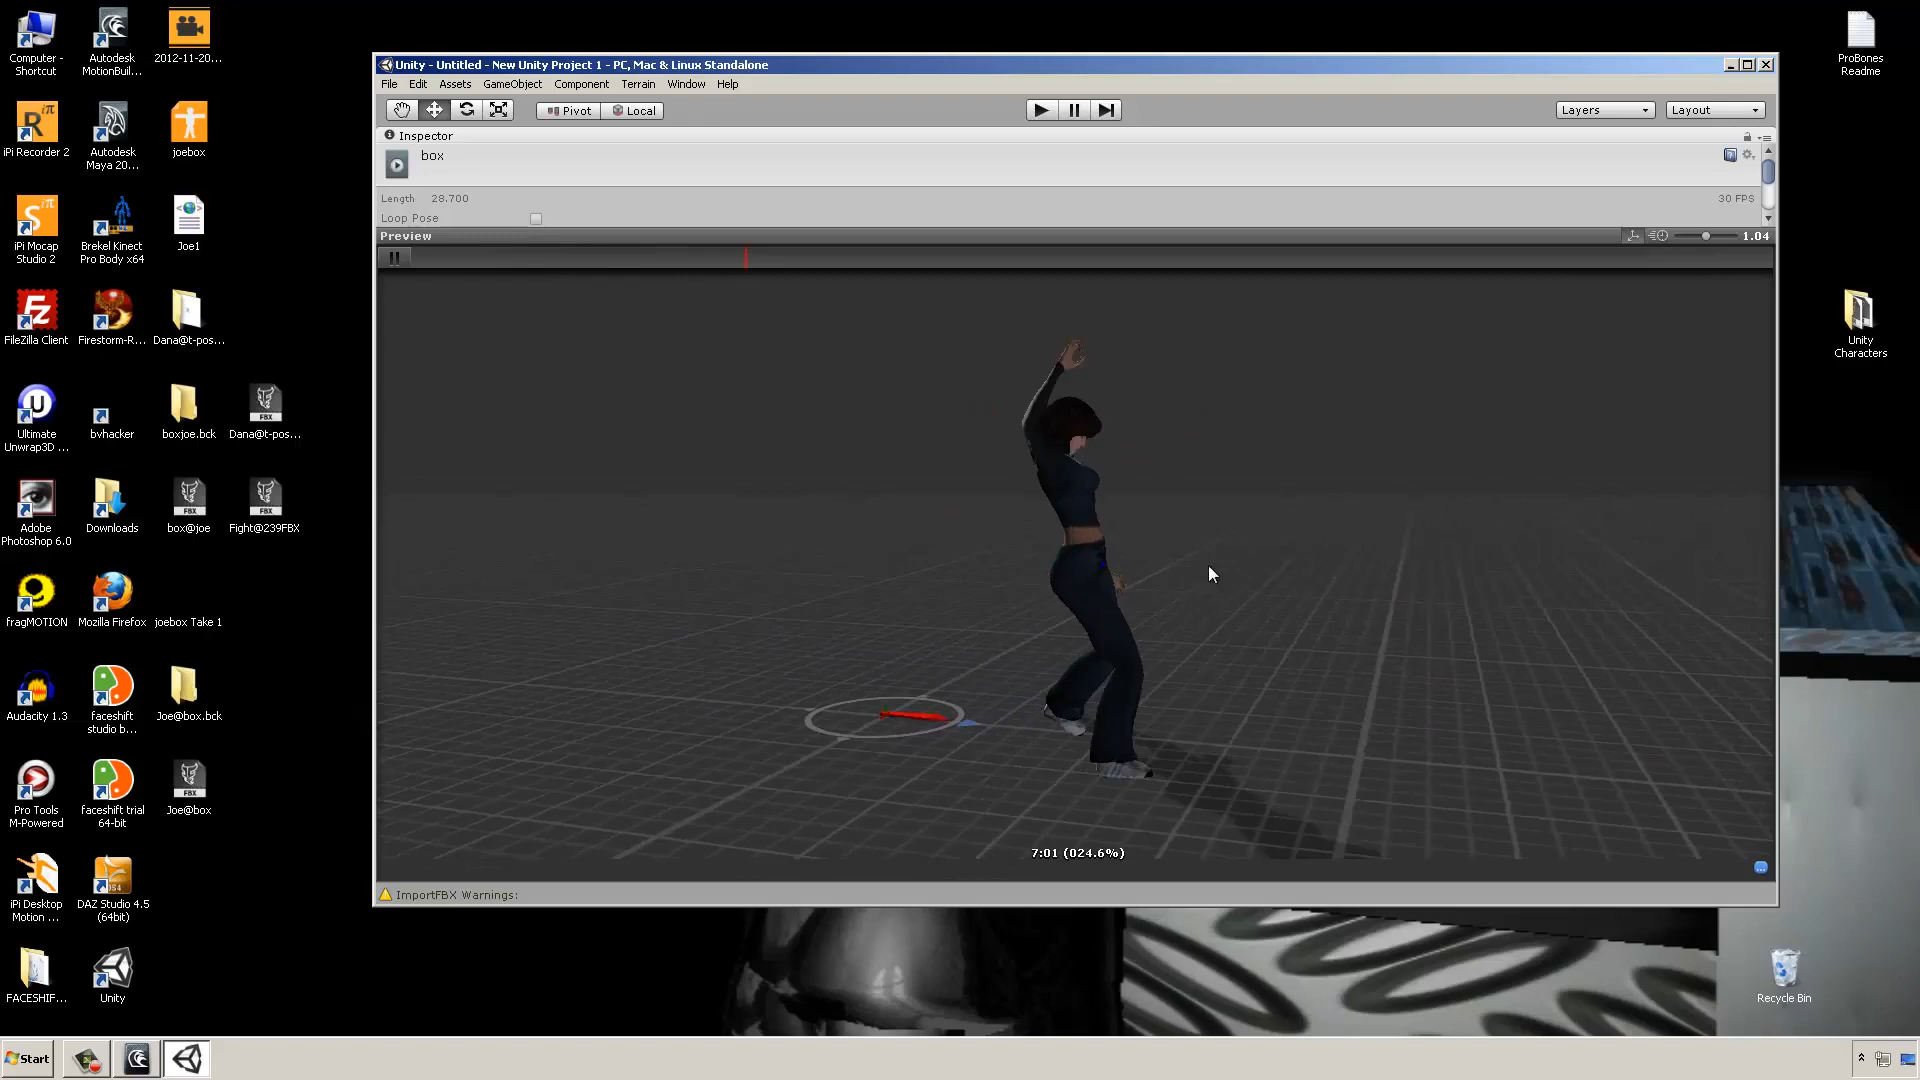 Computer -
Shortcut
Autodesk
MotionBuil...
2012-11-20...
ProBones
Readme
Unity - Untitled - New Unity Project 1 - PC, Mac & Linux Standalone
File Edit Assets GameObject Component Terrain Window Help
Pivot Local Layers Layout
Inspector
box
Length 28.700 30 FPS
Loop Pose
Preview 1.04
iPi Recorder 2
Autodesk
Maya 20...
joebox
iPi Mocap
Studio 2
Brekel Kinect
Pro Body x64
Joe1
FileZilla Client
Firestorm-R...
Dana@t-pos...
Unity
Characters
Ultimate
Unwrap3D ...
bvhacker
boxjoe.bck
FBX
Dana@t-pos...
Adobe
Photoshop 6.0
Downloads
FBX
box@joe
FBX
Fight@239FBX
fragMOTION
Mozilla Firefox
joebox Take 1
Audacity 1.3
faceshift
studio b...
Joe@box.bck
Pro Tools
M-Powered
faceshift trial
64-bit
FBX
Joe@box
7:01 (024.6%)
ImportFBX Warnings:
iPi Desktop
Motion ...
DAZ Studio 4.5
(64bit)
FACESHIF...
Unity
Recycle Bin
Start